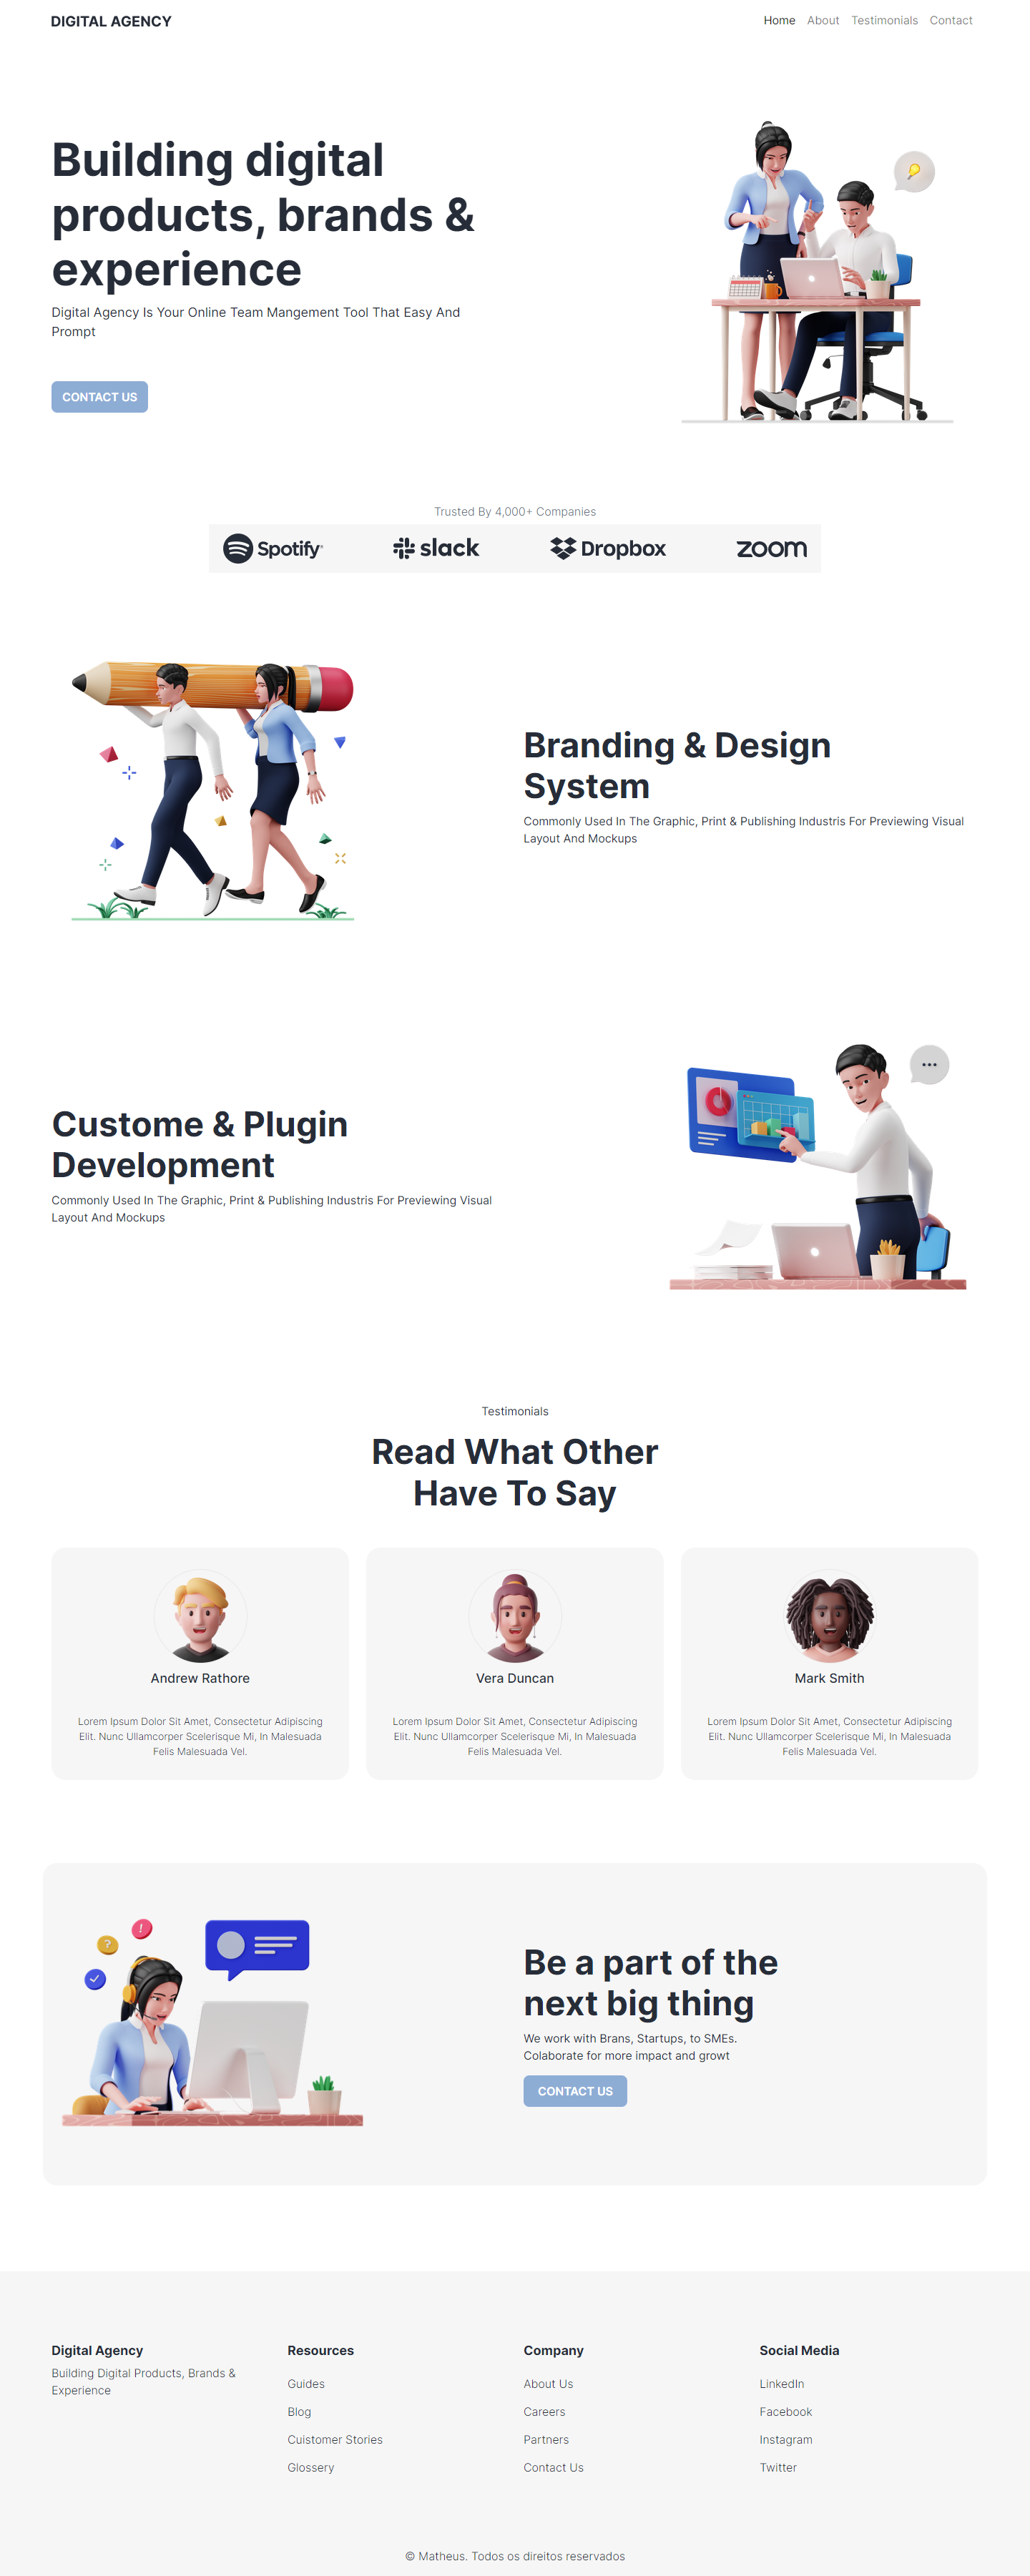 DIGITAL AGENCY
Home About Testimonials Contact
Building digital
products, brands &
experience
Digital Agency Is Your Online Team Mangement Tool That Easy And
Prompt
CONTACT US
Trusted By 4,000+ Companies
Spotify slack Dropbox zoom
Branding & Design
System
Commonly Used In The Graphic, Print & Publishing Industris For Previewing Visual
Layout And Mockups
Custome & Plugin
Development
Commonly Used In The Graphic, Print & Publishing Industris For Previewing Visual
Layout And Mockups
Testimonials
Read What Other
Have To Say
Andrew Rathore
Lorem Ipsum Dolor Sit Amet, Consectetur Adipiscing
Elit. Nunc Ullamcorper Scelerisque Mi, In Malesuada
Felis Malesuada Vel.
Vera Duncan
Lorem Ipsum Dolor Sit Amet, Consectetur Adipiscing
Elit. Nunc Ullamcorper Scelerisque Mi, In Malesuada
Felis Malesuada Vel.
Mark Smith
Lorem Ipsum Dolor Sit Amet, Consectetur Adipiscing
Elit. Nunc Ullamcorper Scelerisque Mi, In Malesuada
Felis Malesuada Vel.
Be a part of the
next big thing
We work with Brans, Startups, to SMEs.
Colaborate for more impact and growt
CONTACT US
Digital Agency
Building Digital Products, Brands &
Experience
Resources
Guides
Blog
Cuistomer Stories
Glossery
Company
About Us
Careers
Partners
Contact Us
Social Media
LinkedIn
Facebook
Instagram
Twitter
© Matheus. Todos os direitos reservados